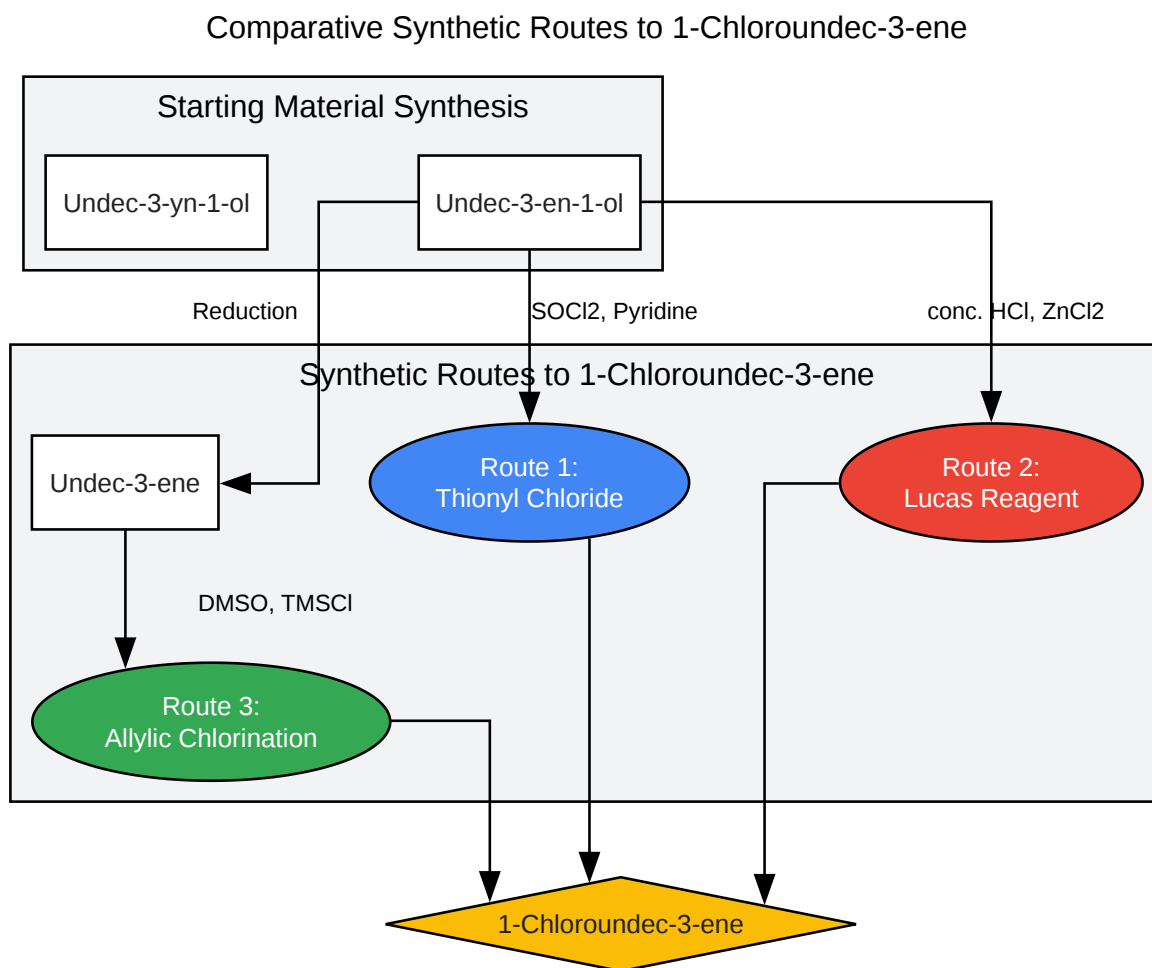 Comparative Synthetic Routes to 1-Chloroundec-3-ene
Starting Material Synthesis
Undec-3-yn-1-ol
Undec-3-en-1-ol
Reduction
SOCl2, Pyridine
conc. HCl, ZnCl2
Synthetic Routes to 1-Chloroundec-3-ene
Undec-3-ene
Route 1:
Thionyl Chloride
Route 2:
Lucas Reagent
DMSO, TMSCl
Route 3:
Allylic Chlorination
1-Chloroundec-3-ene